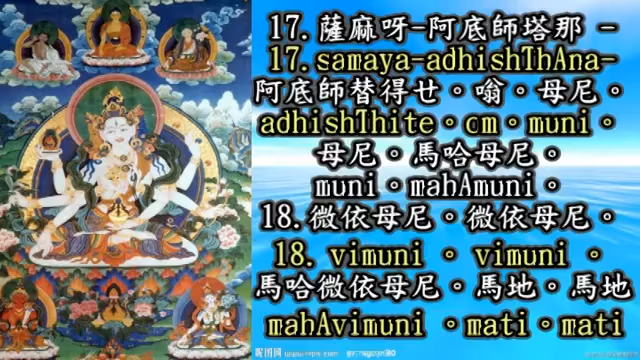 17.薩麻呀-阿底師塔那 -
17.samaya-adhishThAna-
阿底師替得世。嗡。母尼。
adhishThite。om。muni。
母尼。馬哈母尼。
muni。mahAmuni。
18.微依母尼。微依母尼。
18. vimuni 。 vimuni 。
馬哈微依母尼。馬地。馬地
mahAvimuni 。mati。mati
昵图网